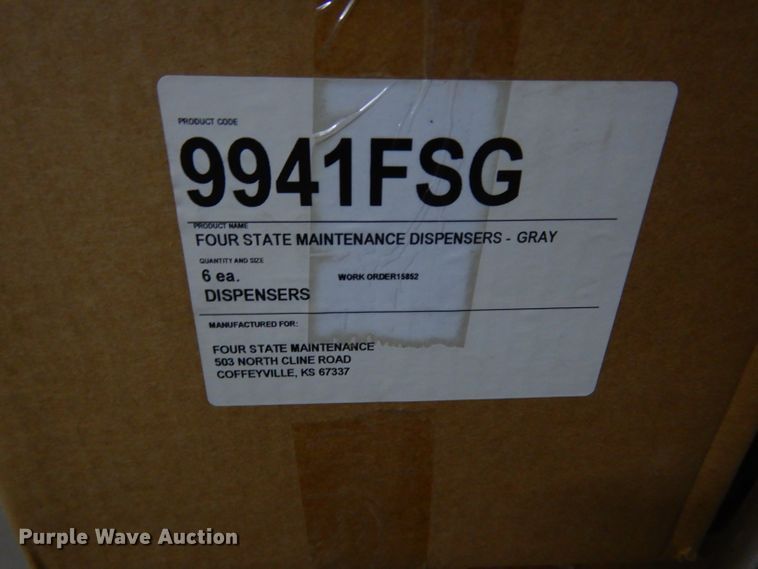 PRODUCT CODE
9941FSG
PRODUCT NAME
FOUR STATE MAINTENANCE DISPENSERS - GRAY
QUANTITY AND SIZE
6 ea. WORK ORDER15852
DISPENSERS
MANUFACTURED FOR:
FOUR STATE MAINTENANCE
503 NORTH CLINE ROAD
COFFEYVILLE, KS 67337
Purple Wave Auction